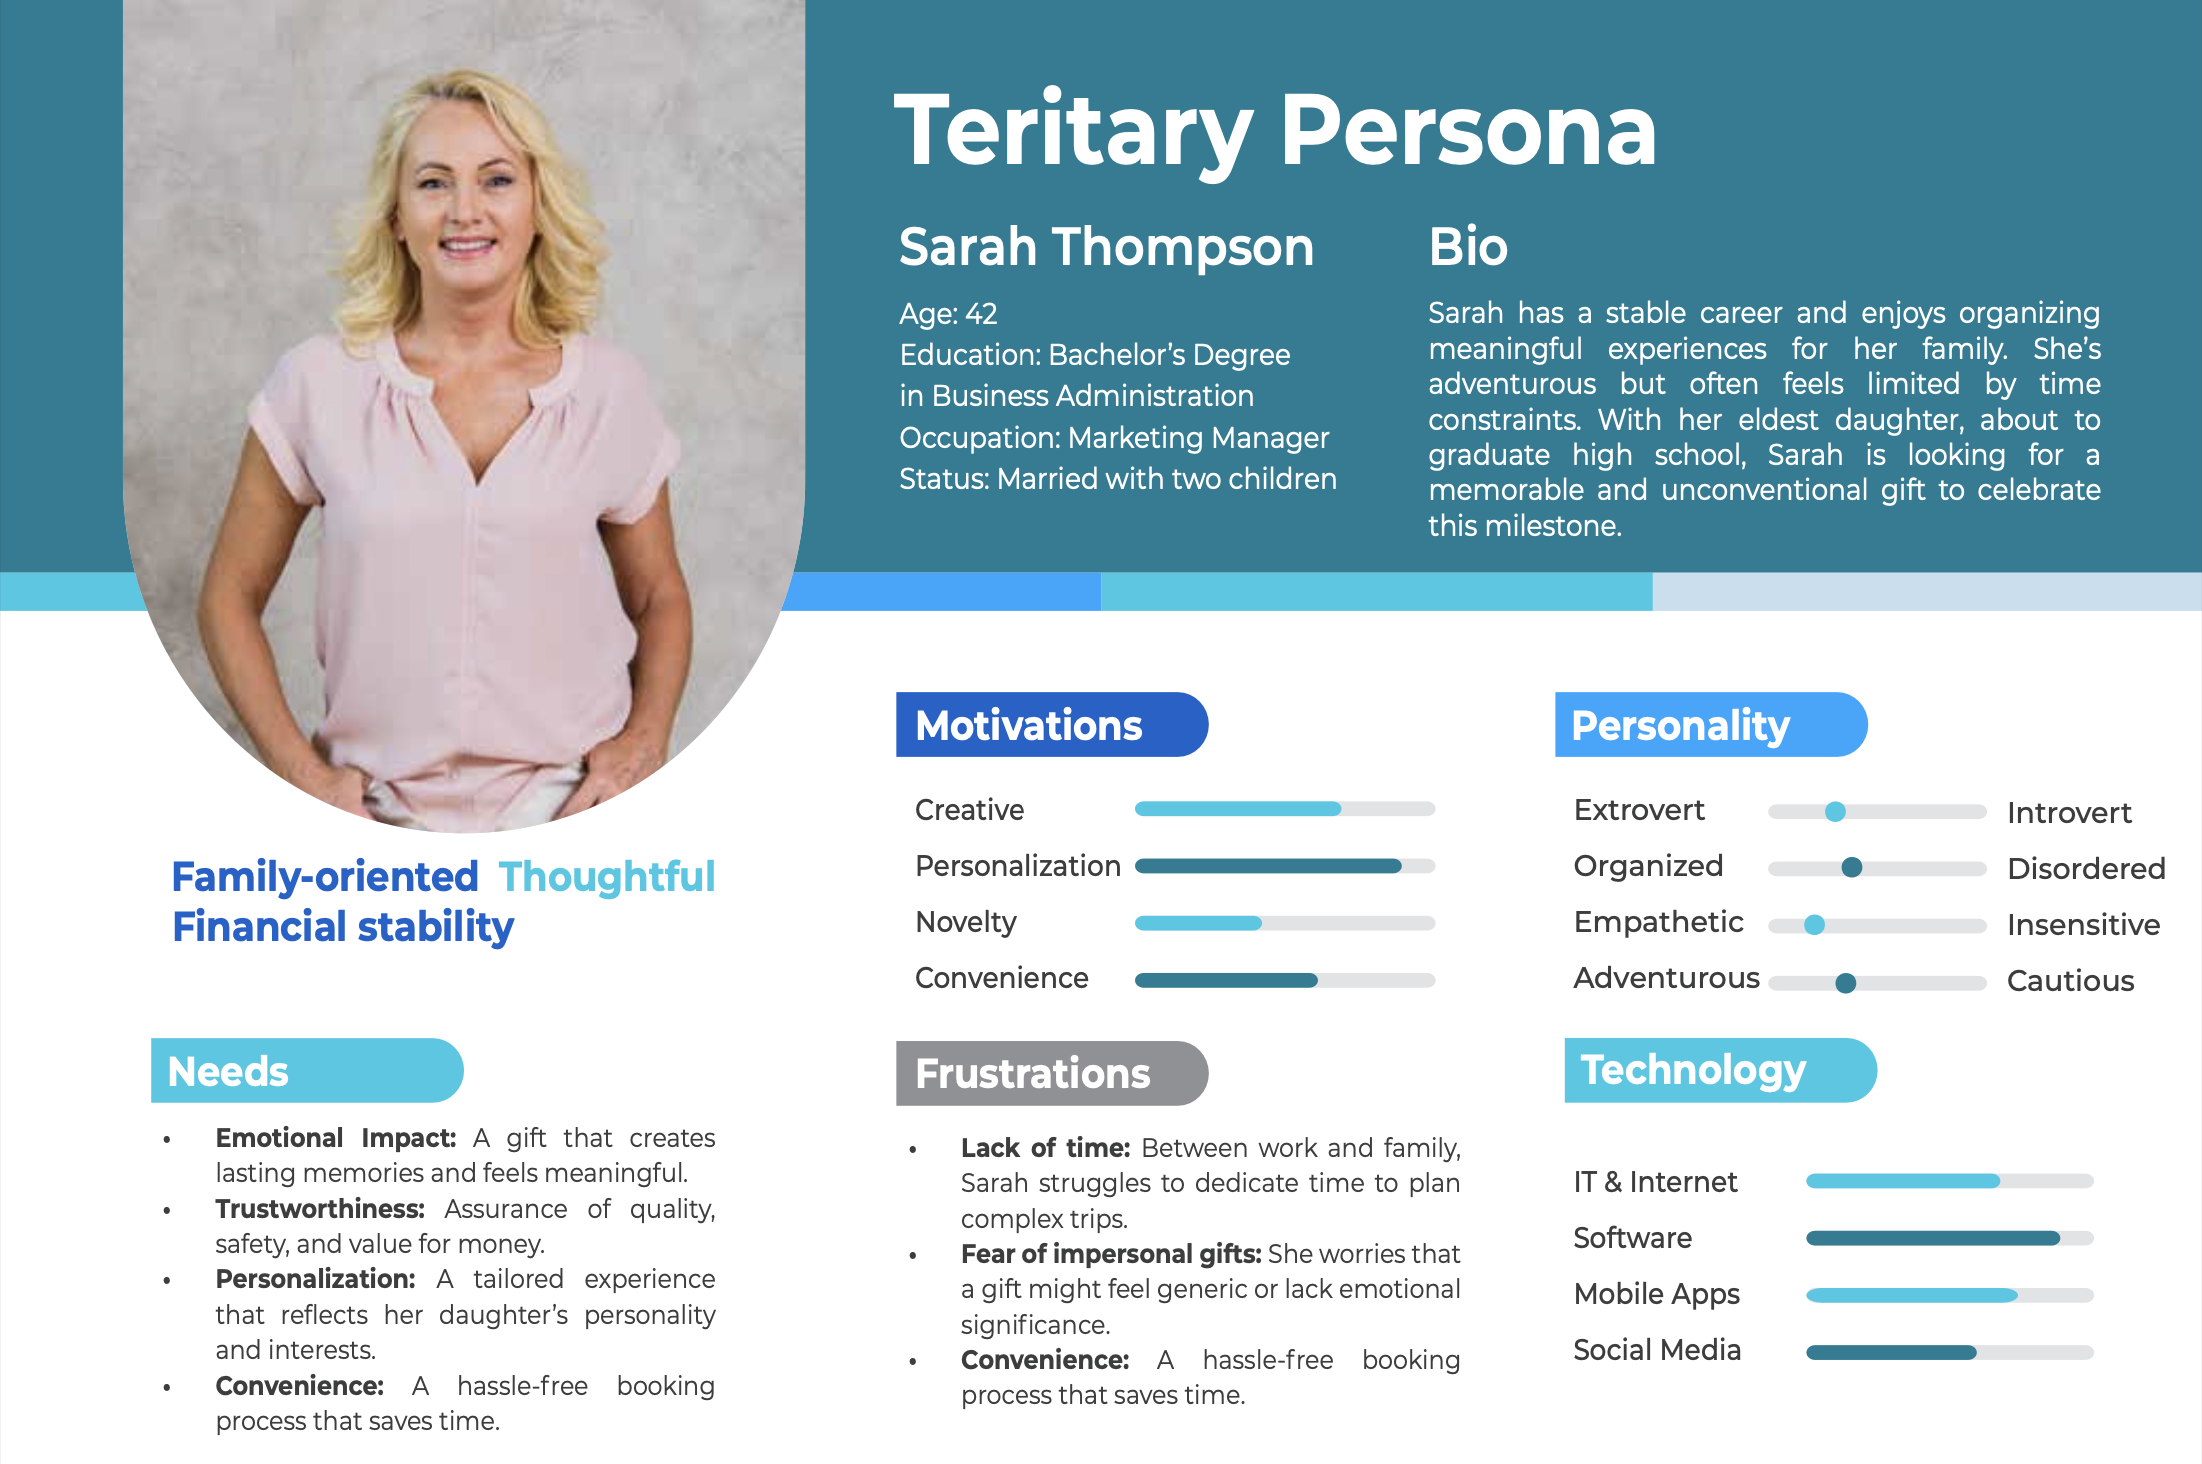 Teritary Persona
Sarah Thompson
Age: 42
Education: Bachelor’s Degree
in Business Administration
Occupation: Marketing Manager
Status: Married with two children
Bio
Sarah has a stable career and enjoys organizing
meaningful experiences for her family. She’s
adventurous but often feels limited by time
constraints. With her eldest daughter, about to
graduate high school, Sarah is looking for a
memorable and unconventional gift to celebrate
this milestone.
Family-oriented Thoughtful
Financial stability
Needs
• Emotional Impact: A gift that creates
lasting memories and feels meaningful.
• Trustworthiness: Assurance of quality,
safety, and value for money.
• Personalization: A tailored experience
that reflects her daughter’s personality
and interests.
• Convenience: A hassle-free booking
process that saves time.
Motivations
Creative
Personalization
Novelty
Convenience
Frustrations
• Lack of time: Between work and family,
Sarah struggles to dedicate time to plan
complex trips.
• Fear of impersonal gifts: She worries that
a gift might feel generic or lack emotional
significance.
• Convenience: A hassle-free booking
process that saves time.
Personality
Extrovert Introvert
Organized Disordered
Empathetic Insensitive
Adventurous Cautious
Technology
IT & Internet
Software
Mobile Apps
Social Media